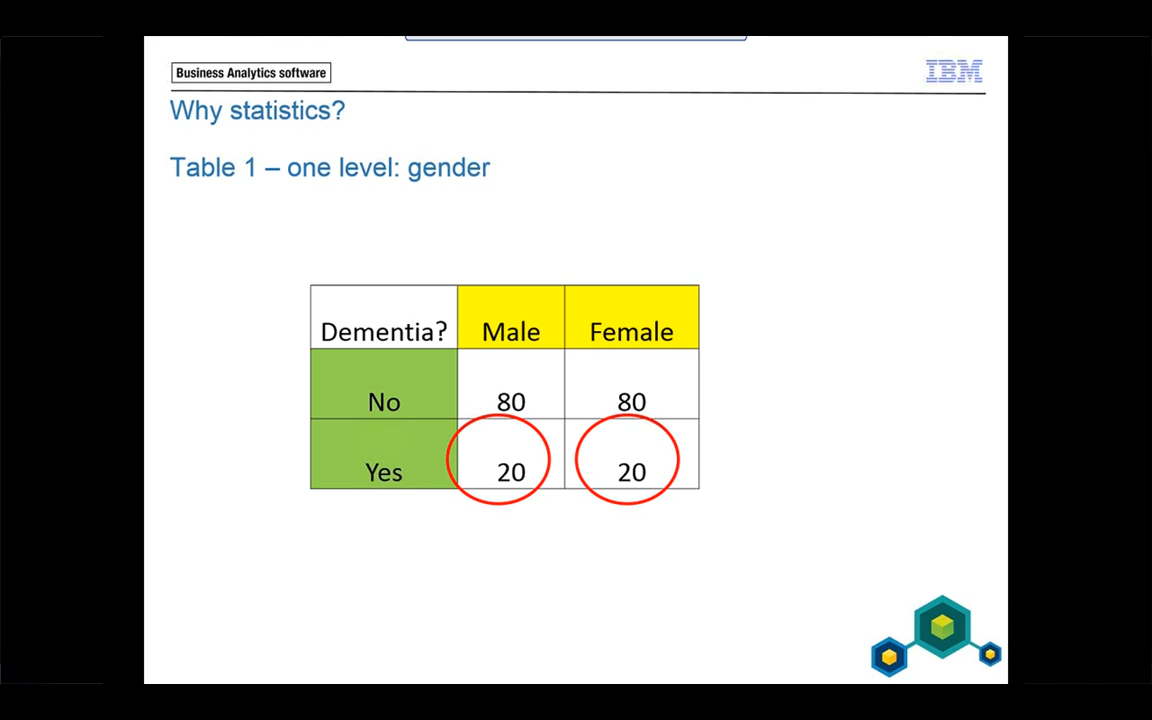 Business Analytics software
IBM
Why statistics?
Table 1 – one level: gender
Dementia? Male Female
No 80 80
Yes 20 20